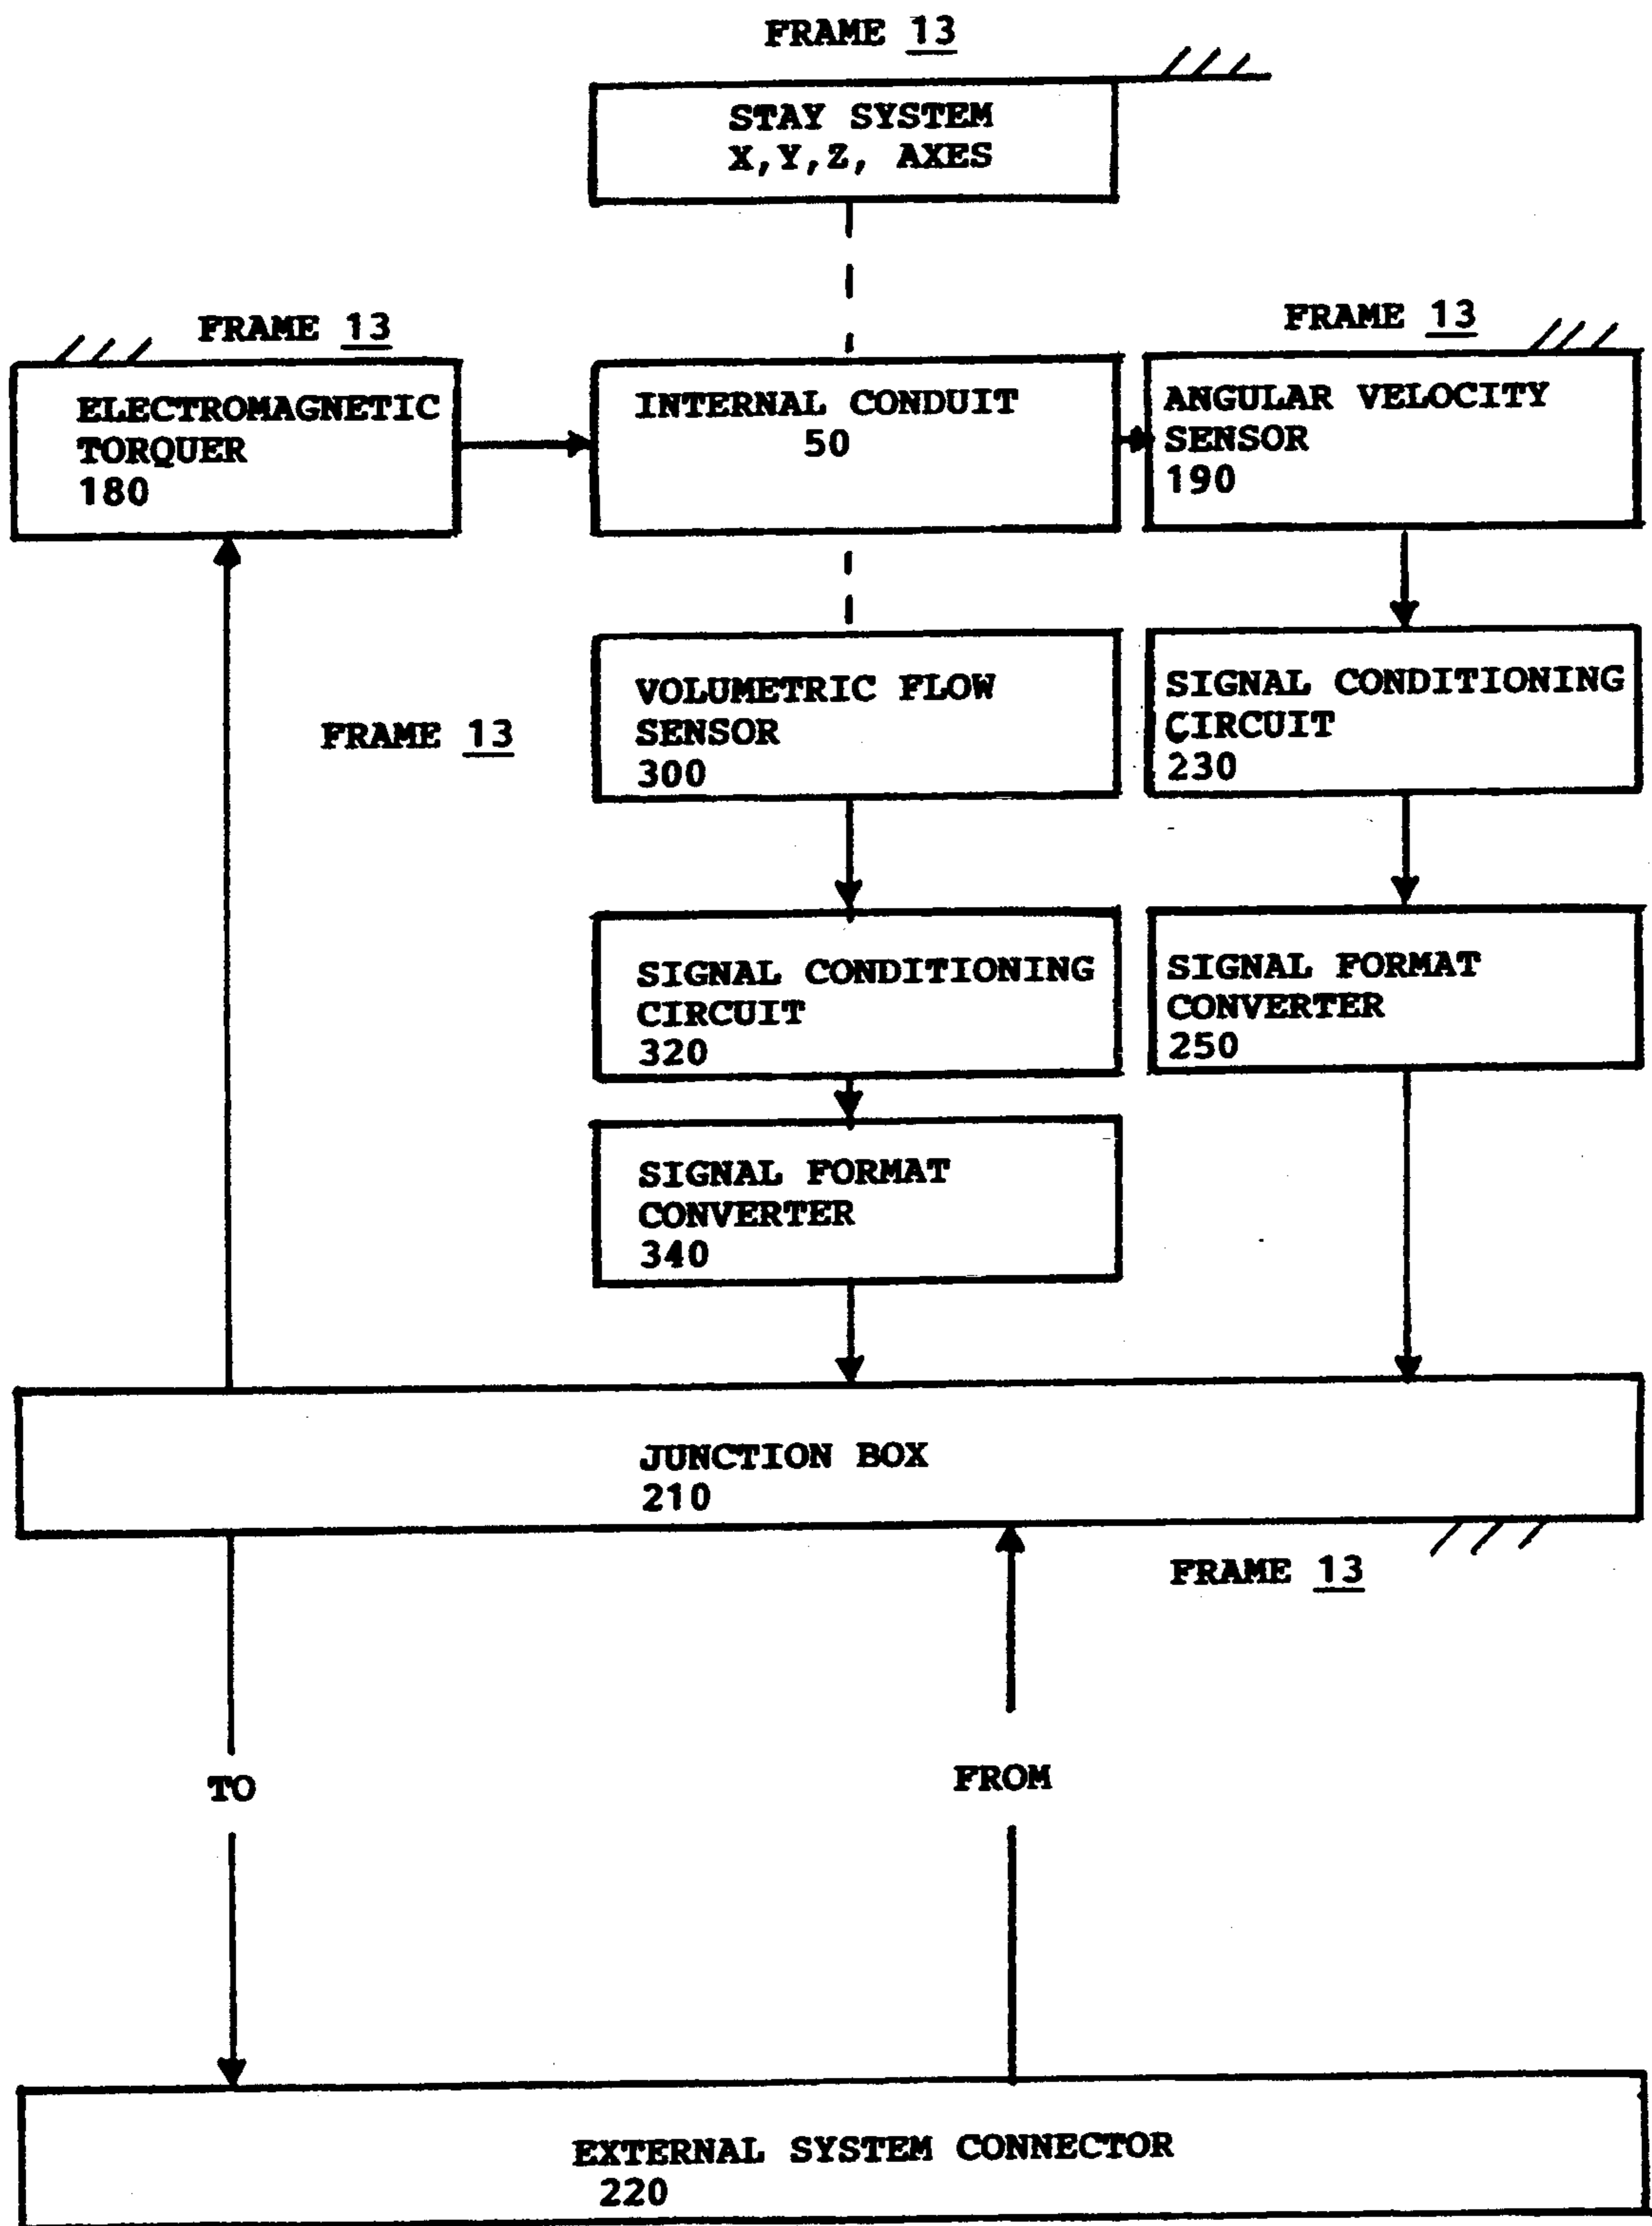 FRAME 13
STAY SYSTEM
X,Y,Z, AXES
FRAME 13
ELECTROMAGNETIC
TORQUER
180
INTERNAL CONDUIT
50
FRAME 13
ANGULAR VELOCITY
SENSOR
190
FRAME 13
VOLUMETRIC FLOW
SENSOR
300
SIGNAL CONDITIONING
CIRCUIT
230
SIGNAL CONDITIONING
CIRCUIT
320
SIGNAL FORMAT
CONVERTER
250
SIGNAL FORMAT
CONVERTER
340
JUNCTION BOX
210
FRAME 13
TO
FROM
EXTERNAL SYSTEM CONNECTOR
220